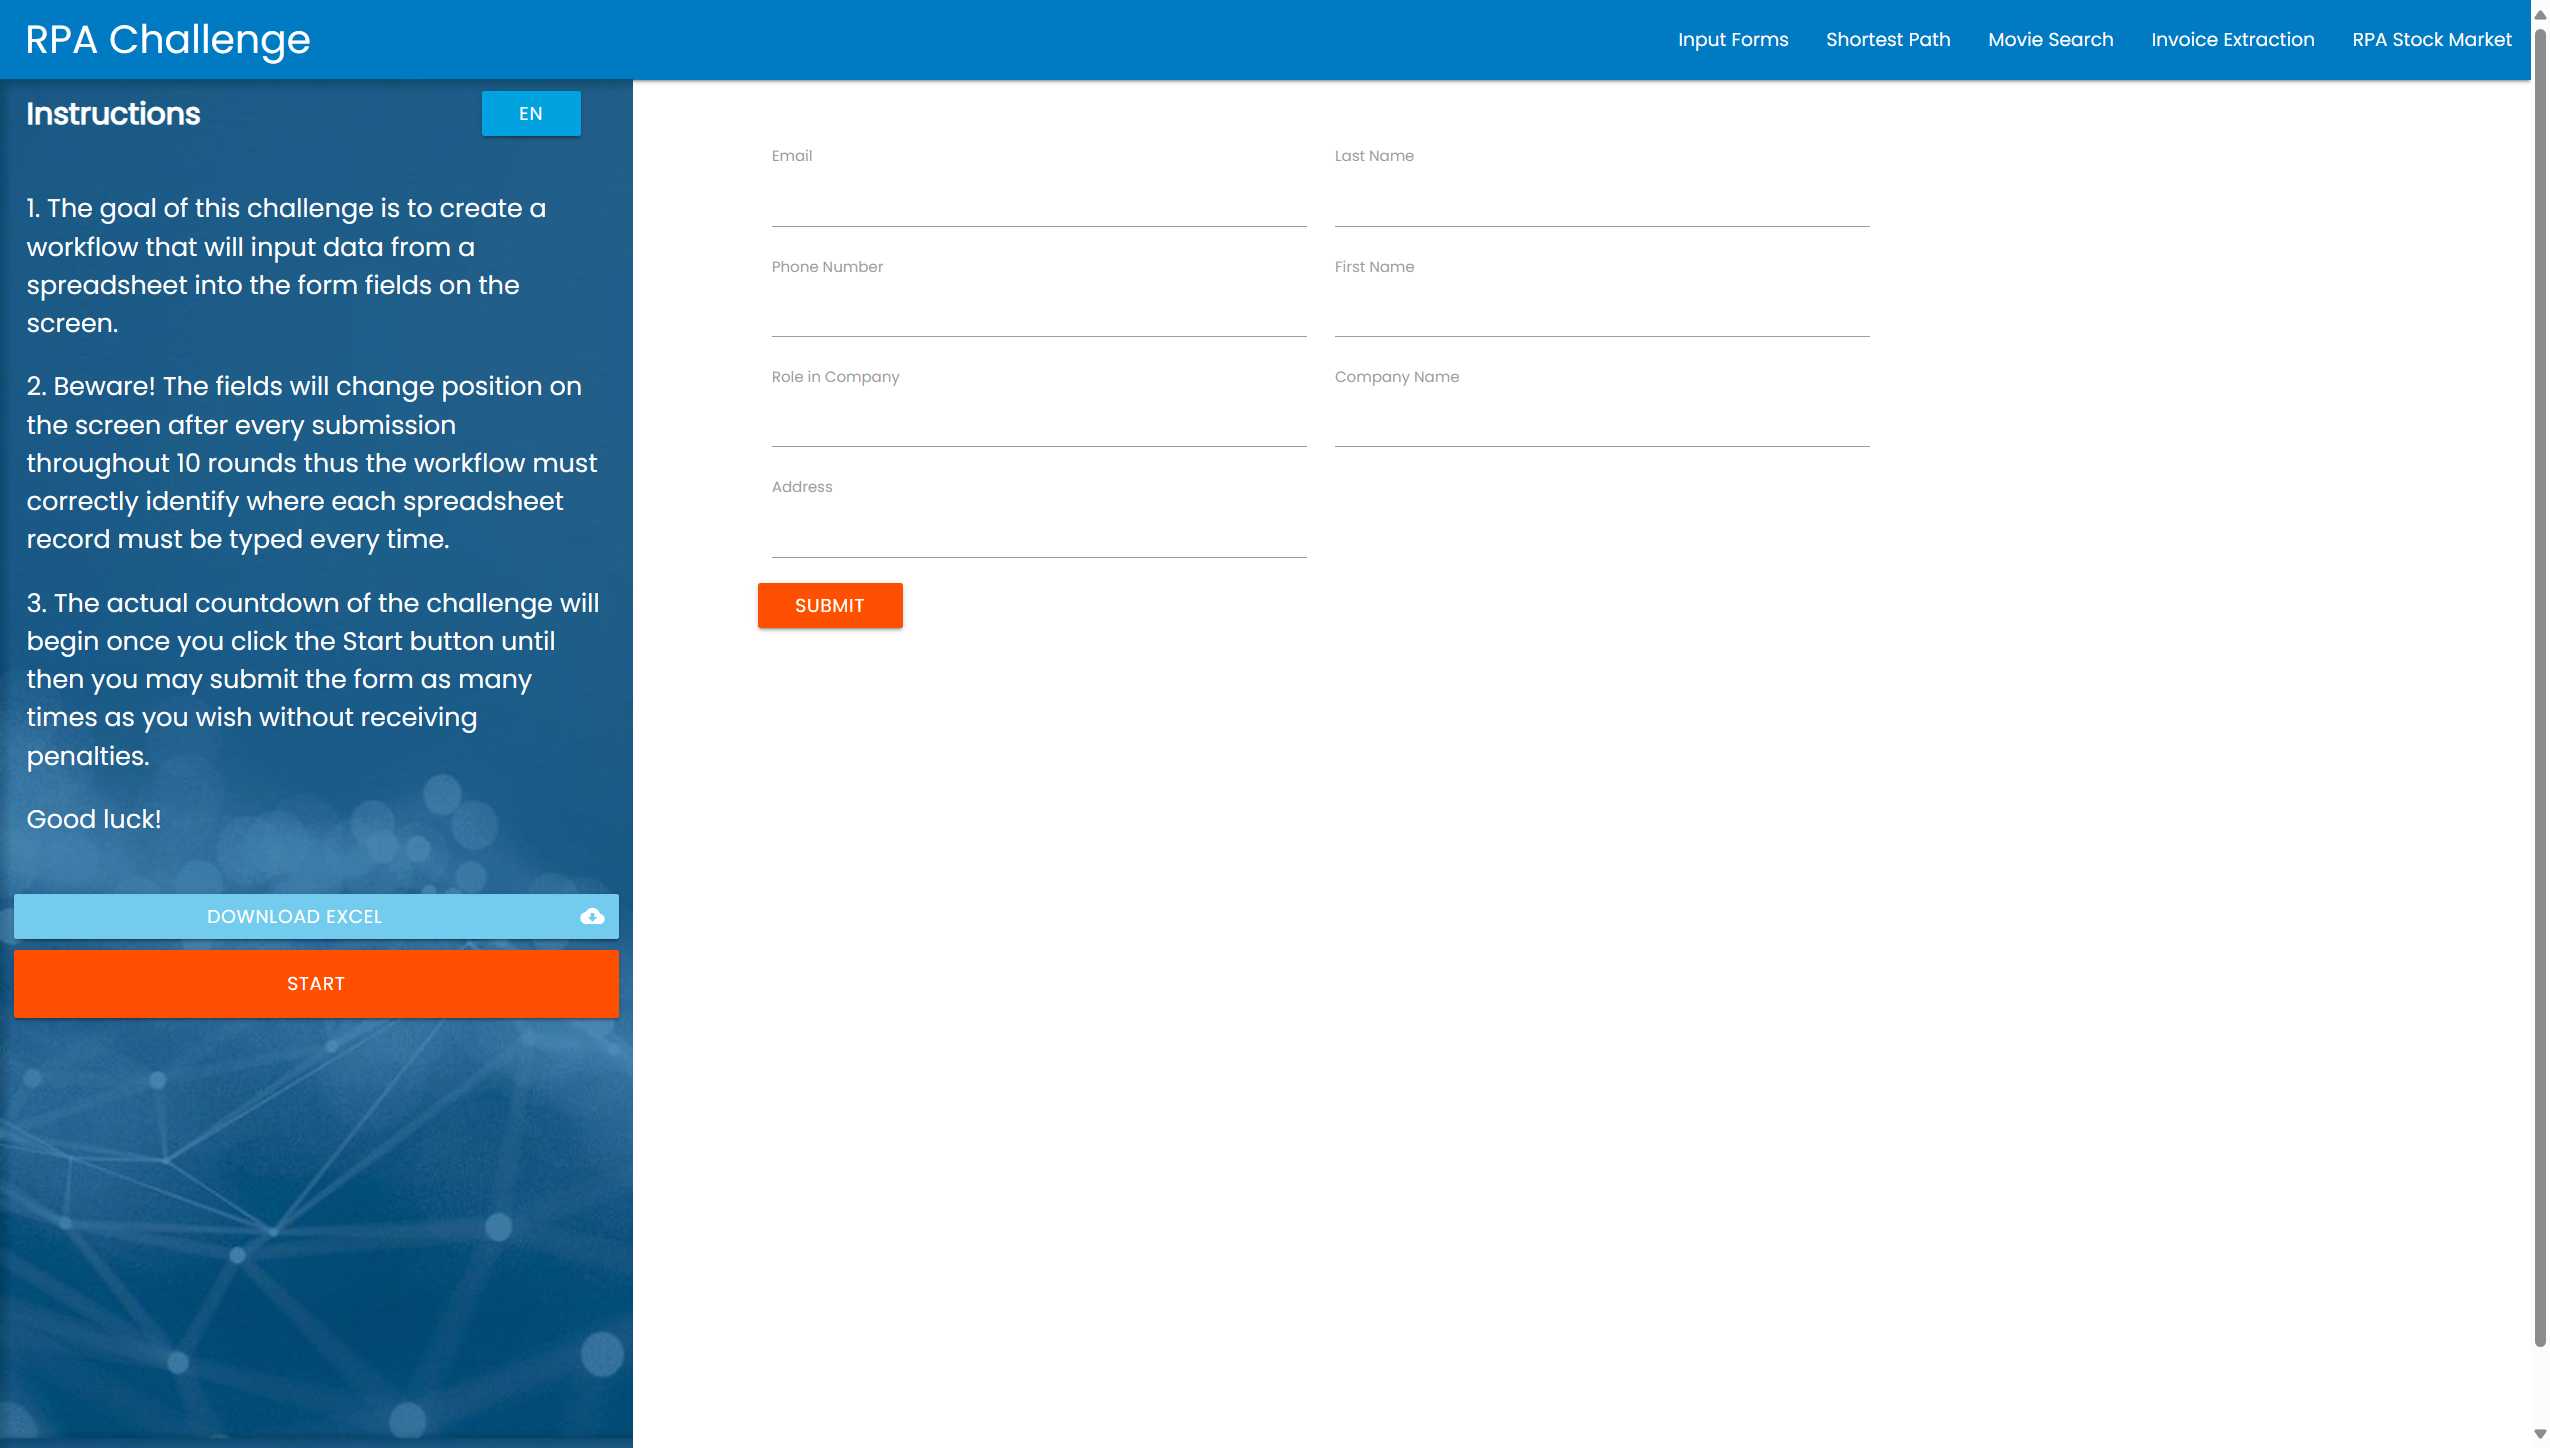 RPA Challenge
Input Forms
Shortest Path
Movie Search
Invoice Extraction
RPA Stock Market
Instructions
EN
1. The goal of this challenge is to create a
workflow that will input data from a
spreadsheet into the form fields on the
screen.
2. Beware! The fields will change position on
the screen after every submission
throughout 10 rounds thus the workflow must
correctly identify where each spreadsheet
record must be typed every time.
3. The actual countdown of the challenge will
begin once you click the Start button until
then you may submit the form as many
times as you wish without receiving
penalties.
Good luck!
DOWNLOAD EXCEL
START
Email
Last Name
Phone Number
First Name
Role in Company
Company Name
Address
SUBMIT